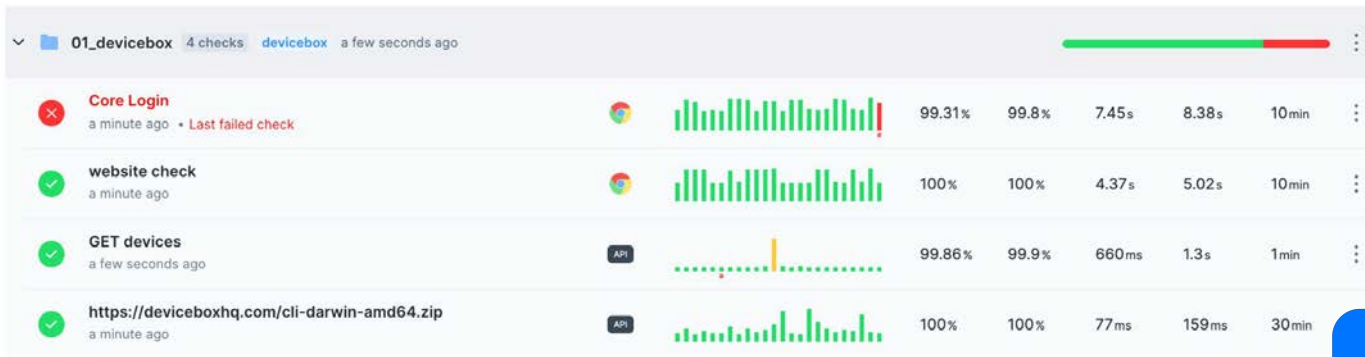 01_devicebox 4 checks devicebox a few seconds ago
Core Login
a minute ago • Last failed check
99.31% 99.8% 7.45s 8.38s 10min
website check
a minute ago
100% 100% 4.37s 5.02s 10min
GET devices
a few seconds ago
API
99.86% 99.9% 660ms 1.3s 1min
https://deviceboxhq.com/cli-darwin-amd64.zip
a minute ago
API
100% 100% 77ms 159ms 30min